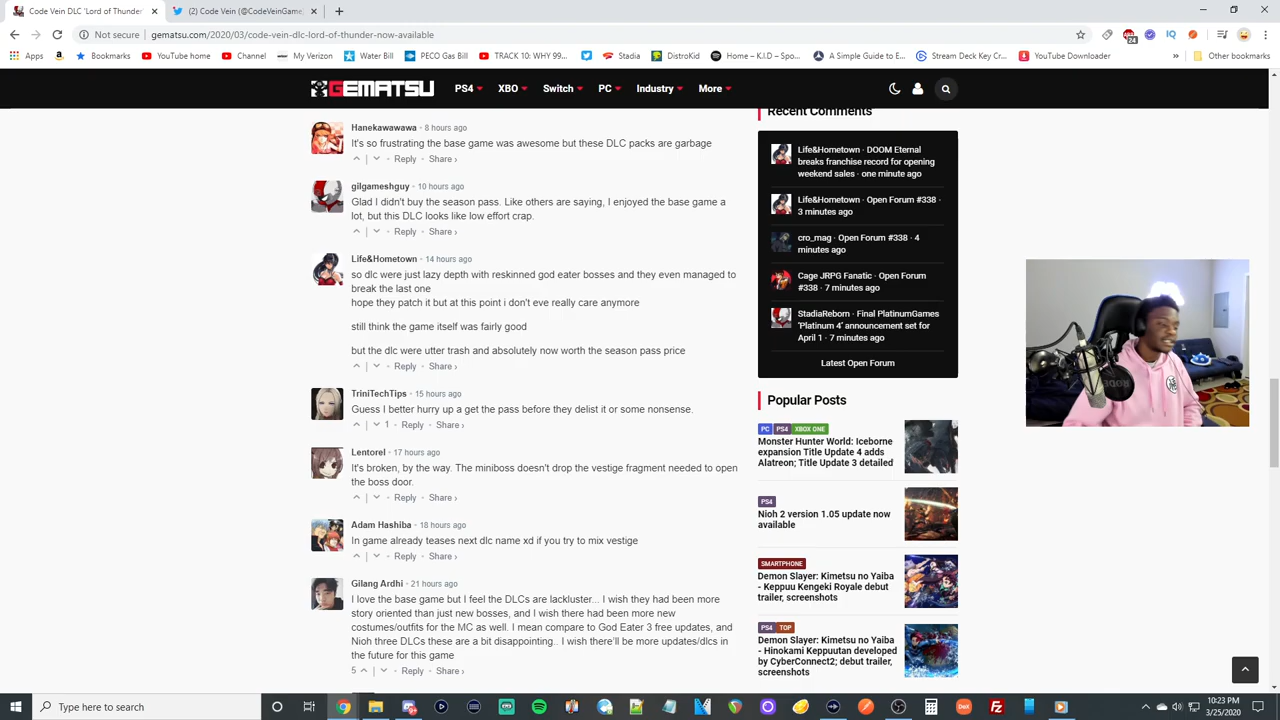 Code Vein DLC 'Lord of Thunder
(2) Code Vein (@CodeVeinGame)
Not secure
gematsu.com/2020/03/code-vein-dlc-lord-of-thunder-now-available
Apps
Bookmarks
YouTube home
Channel
My Verizon
Water Bill
PECO Gas Bill
TRACK 10: WHY 99...
Stadia
DistroKid
Home – K.I.D – Spo...
A Simple Guide to E...
Stream Deck Key Cr...
YouTube Downloader
Other bookmarks
GEMATSU
PS4
XBO
Switch
PC
Industry
More
Hanekawawawa • 8 hours ago
It's so frustrating the base game was awesome but these DLC packs are garbage
Reply • Share ›
gilgameshguy • 10 hours ago
Glad I didn't buy the season pass. Like others are saying, I enjoyed the base game a
lot, but this DLC looks like low effort crap.
Reply • Share ›
Life&Hometown • 14 hours ago
so dlc were just lazy depth with reskinned god eater bosses and they even managed to
break the last one
hope they patch it but at this point i don't eve really care anymore
still think the game itself was fairly good
but the dlc were utter trash and absolutely now worth the season pass price
Reply • Share ›
TriniTechTips • 15 hours ago
Guess I better hurry up a get the pass before they delist it or some nonsense.
1 • Reply • Share ›
Lentorel • 17 hours ago
It's broken, by the way. The miniboss doesn't drop the vestige fragment needed to open
the boss door.
Reply • Share ›
Adam Hashiba • 18 hours ago
In game already teases next dlc name xd if you try to mix vestige
Reply • Share ›
Gilang Ardhi • 21 hours ago
I love the base game but I feel the DLCs are lackluster... I wish they had been more
story oriented than just new bosses, and I wish there had been more new
costumes/outfits for the MC as well. I mean compare to God Eater 3 free updates, and
Nioh three DLCs these are a bit disappointing.. I wish there'll be more updates/dlcs in
the future for this game
5 • Reply • Share ›
Recent Comments
Life&Hometown · DOOM Eternal
breaks franchise record for opening
weekend sales · one minute ago
Life&Hometown · Open Forum #338 ·
3 minutes ago
cro_mag · Open Forum #338 · 4
minutes ago
Cage JRPG Fanatic · Open Forum
#338 · 7 minutes ago
StadiaReborn · Final PlatinumGames
'Platinum 4' announcement set for
April 1 · 7 minutes ago
Latest Open Forum
Popular Posts
PC PS4 XBOX ONE
Monster Hunter World: Iceborne
expansion Title Update 4 adds
Alatreon; Title Update 3 detailed
PS4
Nioh 2 version 1.05 update now
available
SMARTPHONE
Demon Slayer: Kimetsu no Yaiba
- Keppuu Kengeki Royale debut
trailer, screenshots
PS4 TOP
Demon Slayer: Kimetsu no Yaiba
- Hinokami Keppuutan developed
by CyberConnect2; debut trailer,
screenshots
RODE
Type here to search
10:23 PM
3/25/2020